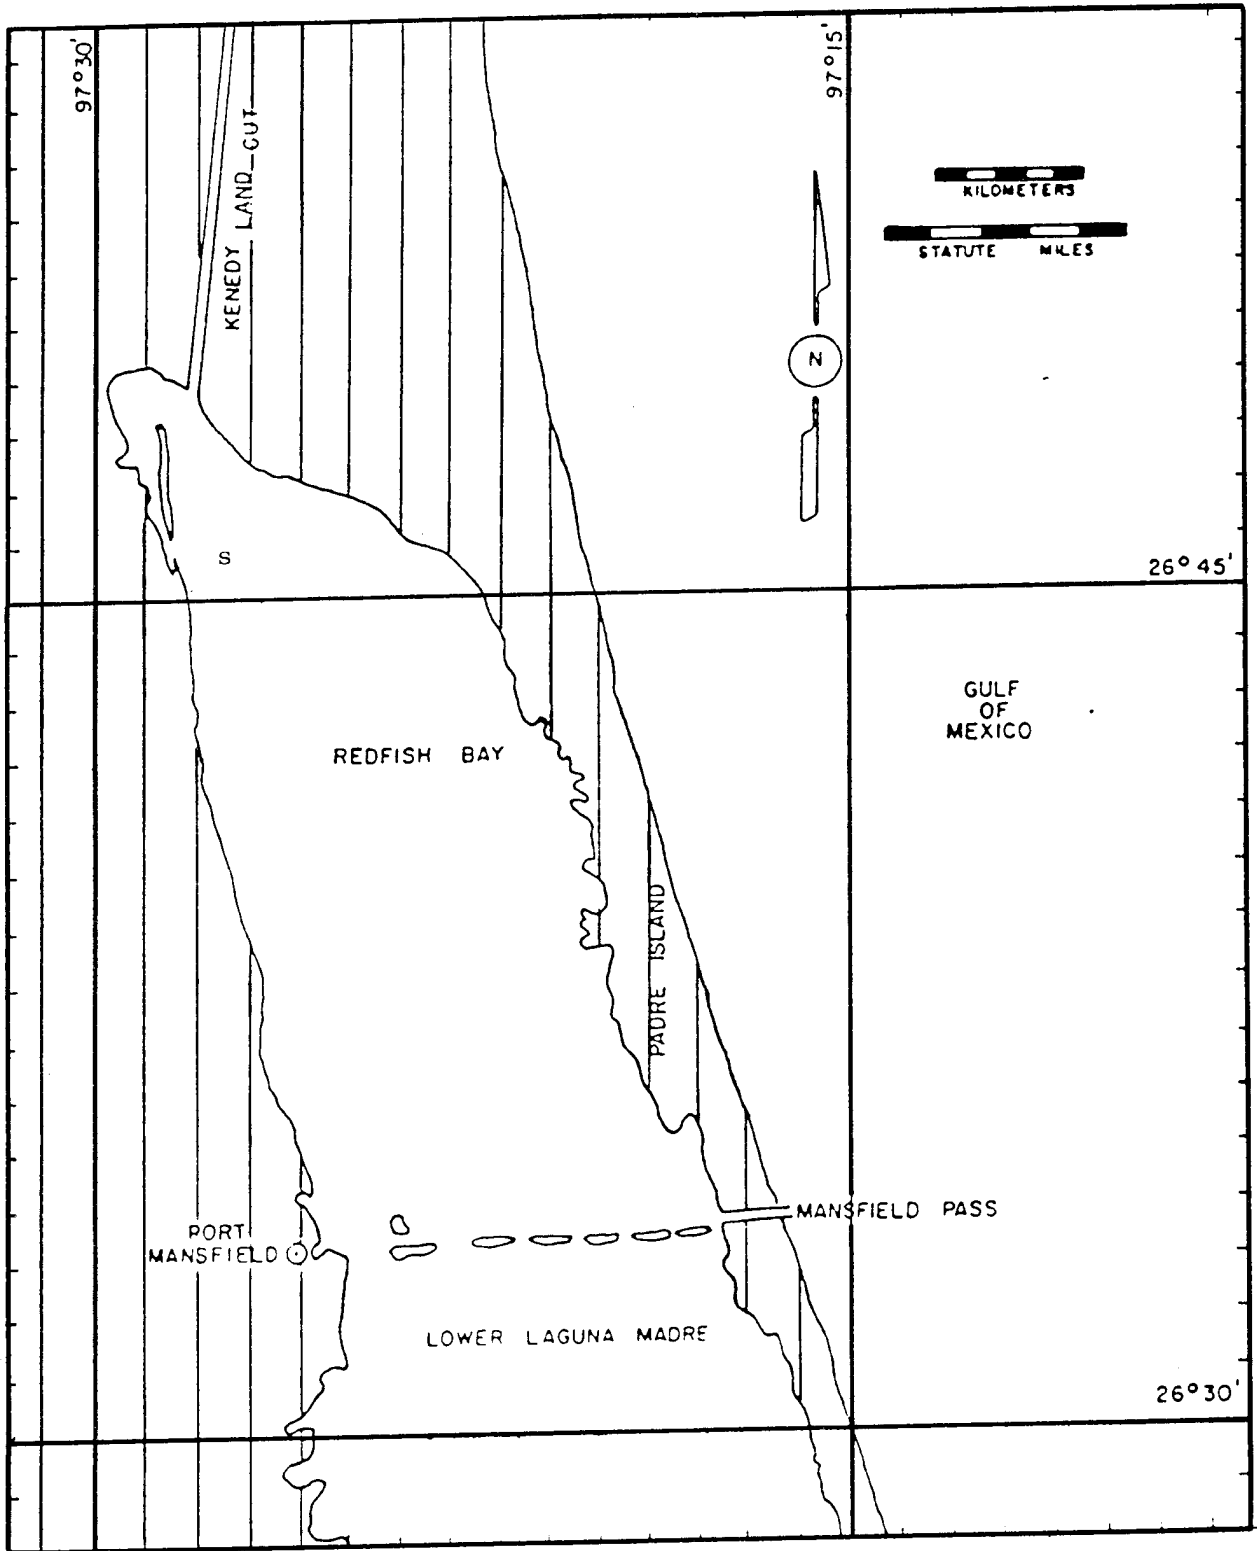 97°30'
97°15'
KENEDY LAND CUT
KILOMETERS
STATUTE MILES
N
S
26°45'
GULF
OF
MEXICO
REDFISH BAY
PADRE ISLAND
MANSFIELD PASS
PORT
MANSFIELD
LOWER LAGUNA MADRE
26°30'